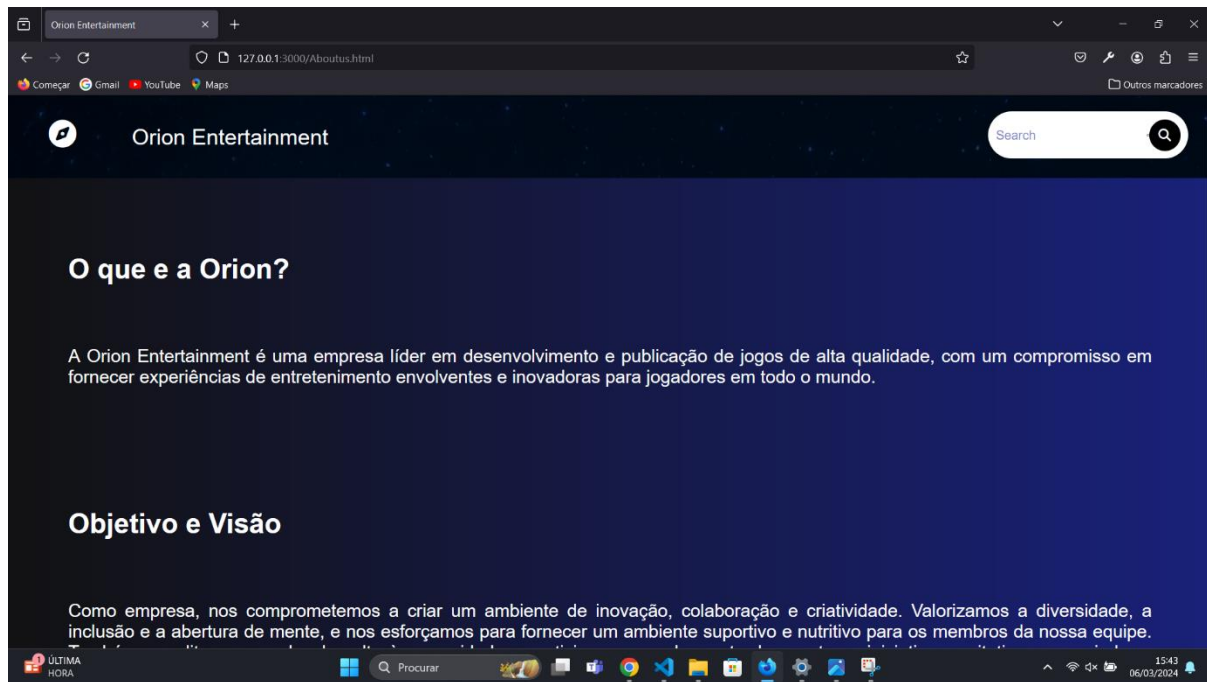 Orion Entertainment
127.0.0.1:3000/Aboutus.html
Começar Gmail YouTube Maps
Outros marcadores
Orion Entertainment
Search
O que e a Orion?
A Orion Entertainment é uma empresa líder em desenvolvimento e publicação de jogos de alta qualidade, com um compromisso em
fornecer experiências de entretenimento envolventes e inovadoras para jogadores em todo o mundo.
Objetivo e Visão
Como empresa, nos comprometemos a criar um ambiente de inovação, colaboração e criatividade. Valorizamos a diversidade, a
inclusão e a abertura de mente, e nos esforçamos para fornecer um ambiente suportivo e nutritivo para os membros da nossa equipe.
1
ÚLTIMA
HORA
Procurar
15:43
06/03/2024